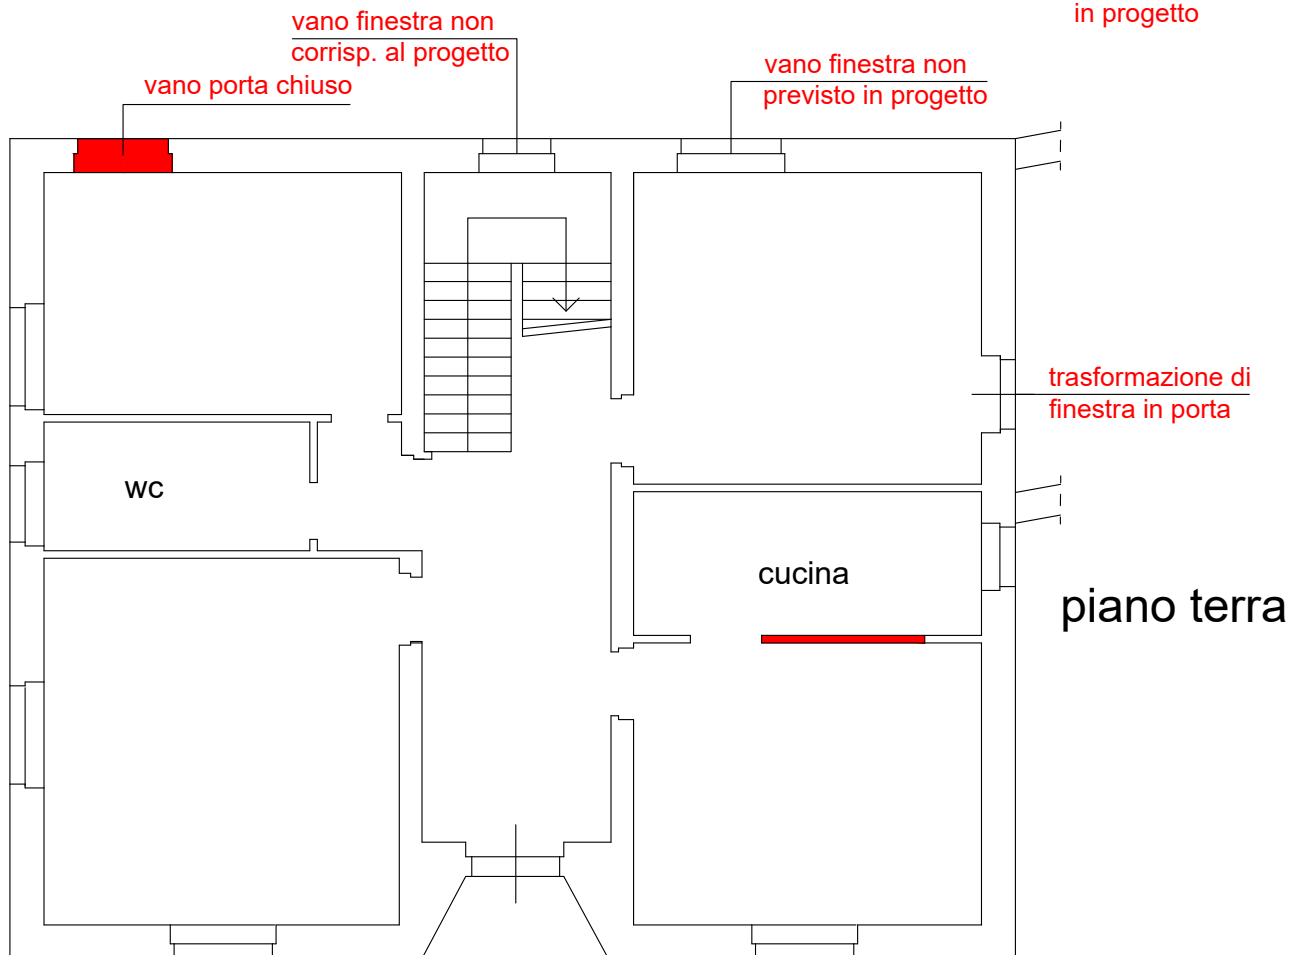 in progetto
vano finestra non
corrisp. al progetto
vano finestra non
previsto in progetto
vano porta chiuso
trasformazione di
finestra in porta
wc
cucina
piano terra